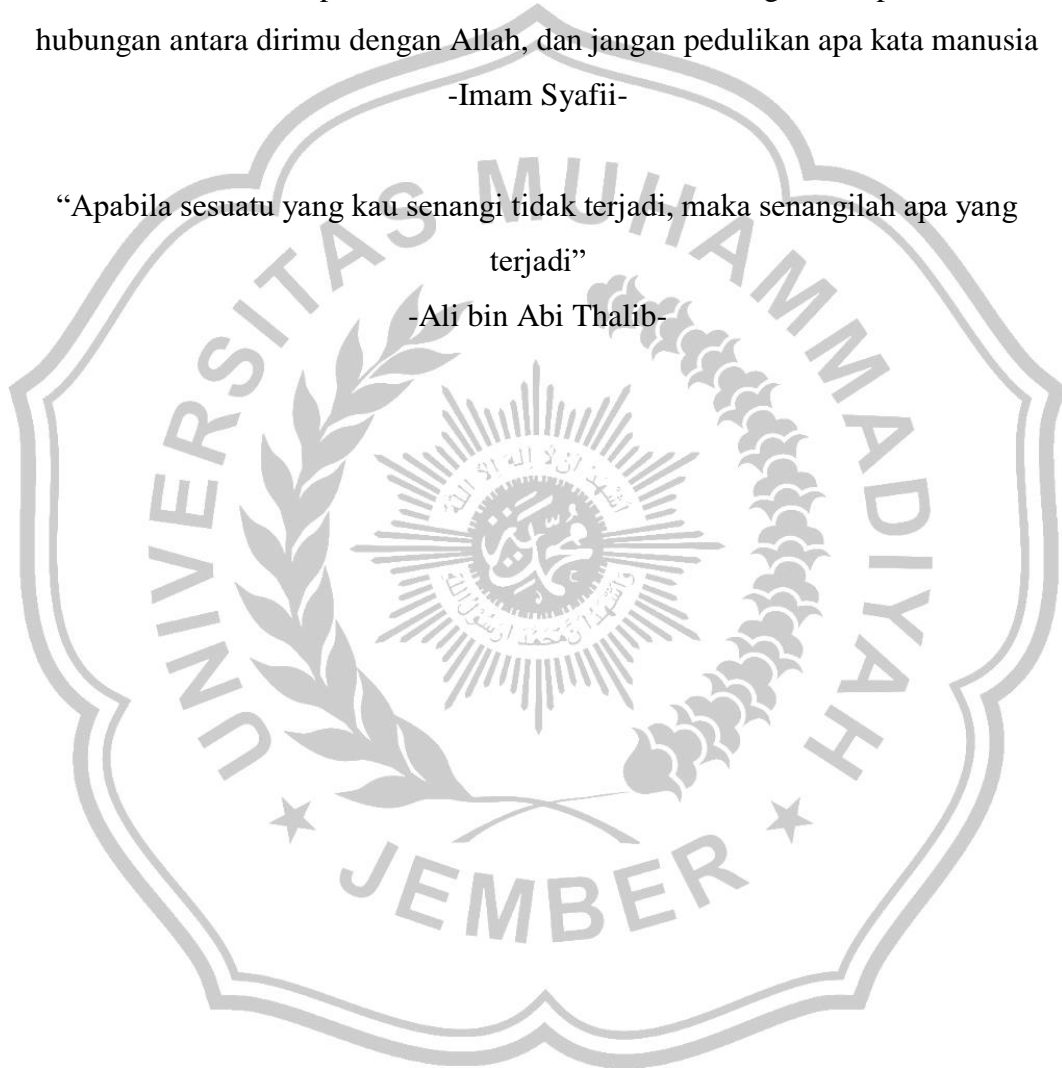 hubungan antara dirimu dengan Allah, dan jangan pedulikan apa kata manusia
-Imam Syafii-
“Apabila sesuatu yang kau senangi tidak terjadi, maka senangilah apa yang
terjadi”
-Ali bin Abi Thalib-
UNIVERSITAS MUHAMMADIYAH
JEMBER